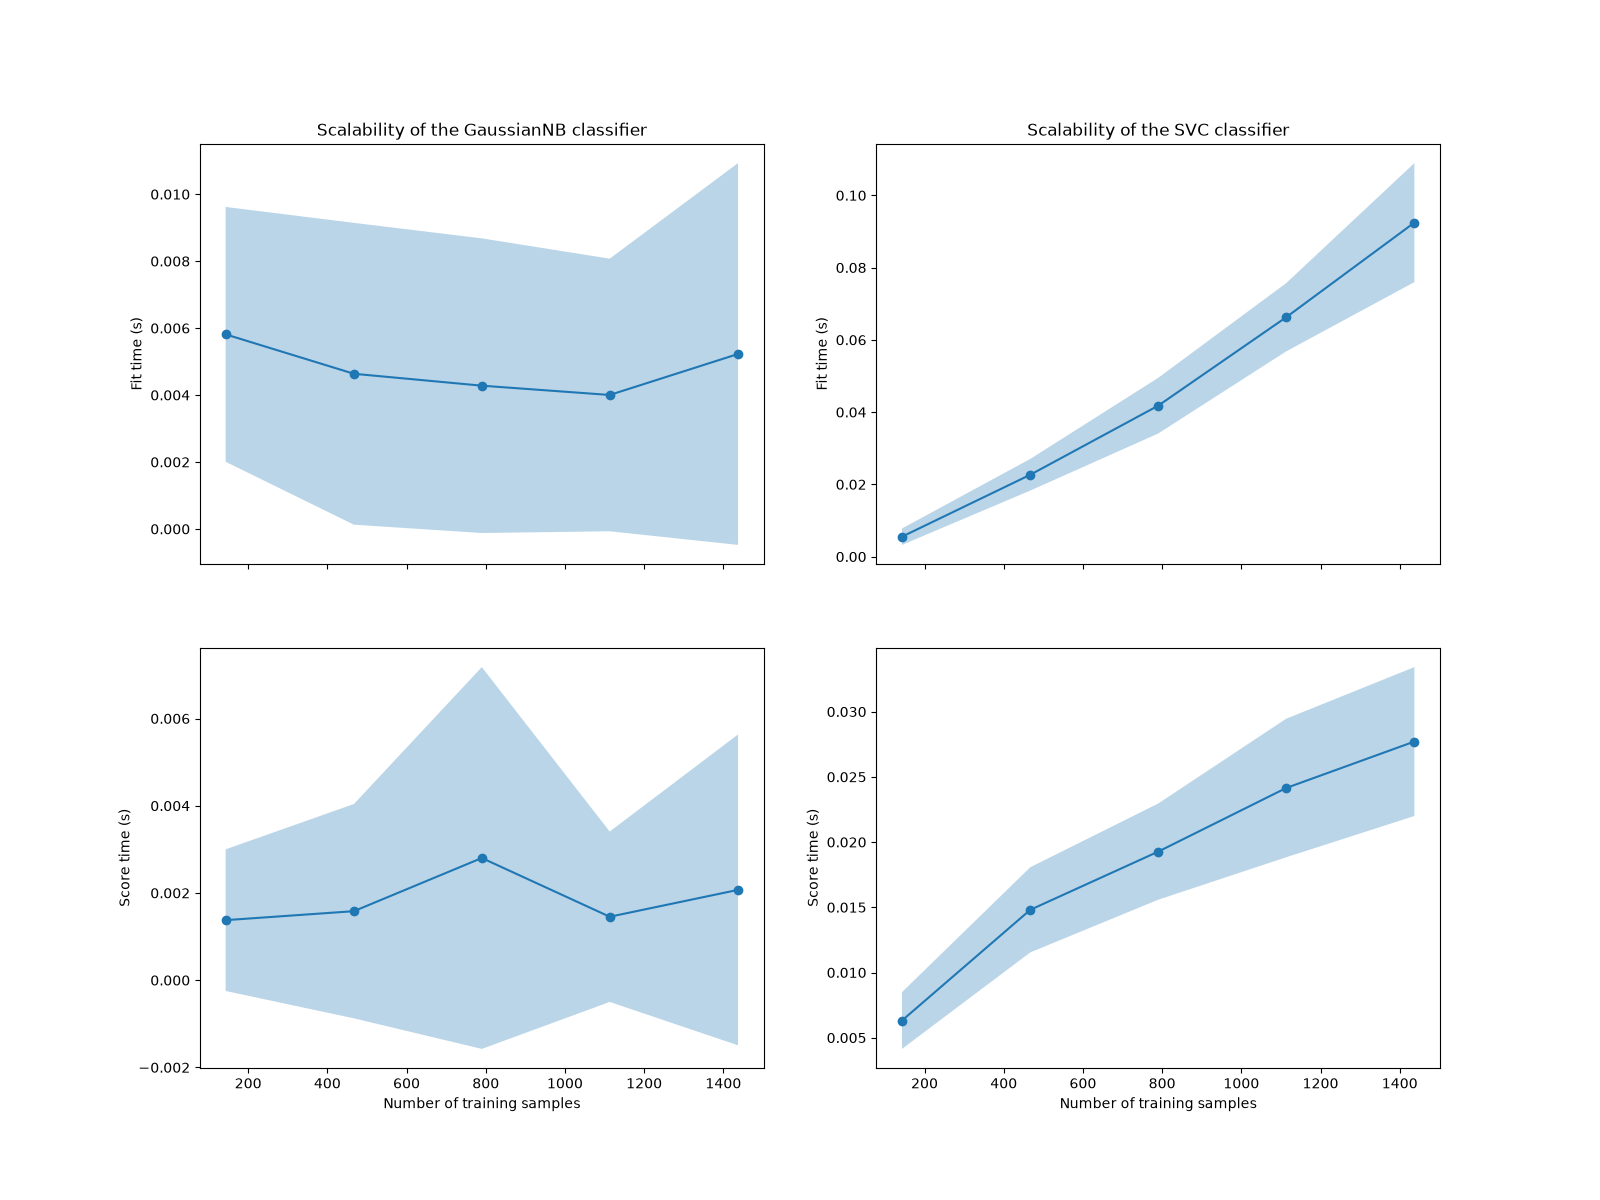 Scalability of the GaussianNB classifier
Fit time (s)
0.010
0.008
0.006
0.004
0.002
0.000
Scalability of the SVC classifier
Fit time (s)
0.10
0.08
0.06
0.04
0.02
0.00
Score time (s)
0.006
0.004
0.002
0.000
−0.002
200 400 600 800 1000 1200 1400
Number of training samples
Score time (s)
0.030
0.025
0.020
0.015
0.010
0.005
200 400 600 800 1000 1200 1400
Number of training samples